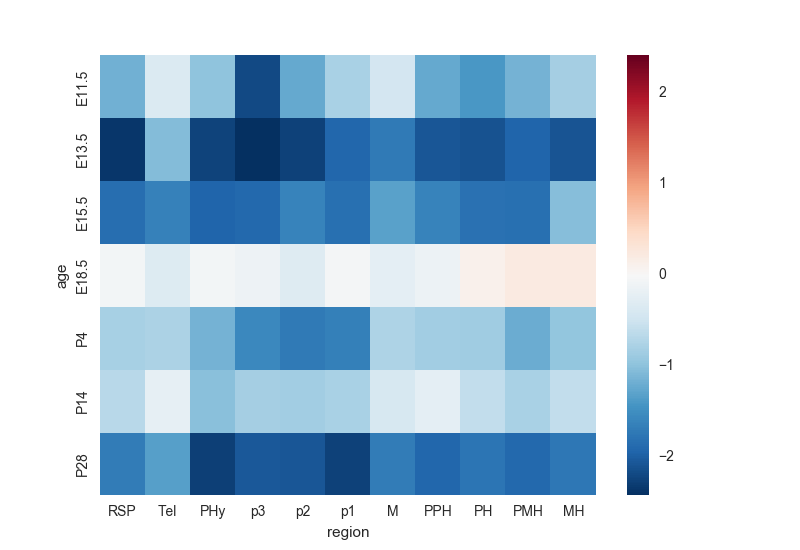 E11.5
E13.5
E15.5
E18.5
P4
P14
P28
age
RSP Tel PHy p3 p2 p1 M PPH PH PMH MH
region
2
1
0
−1
−2